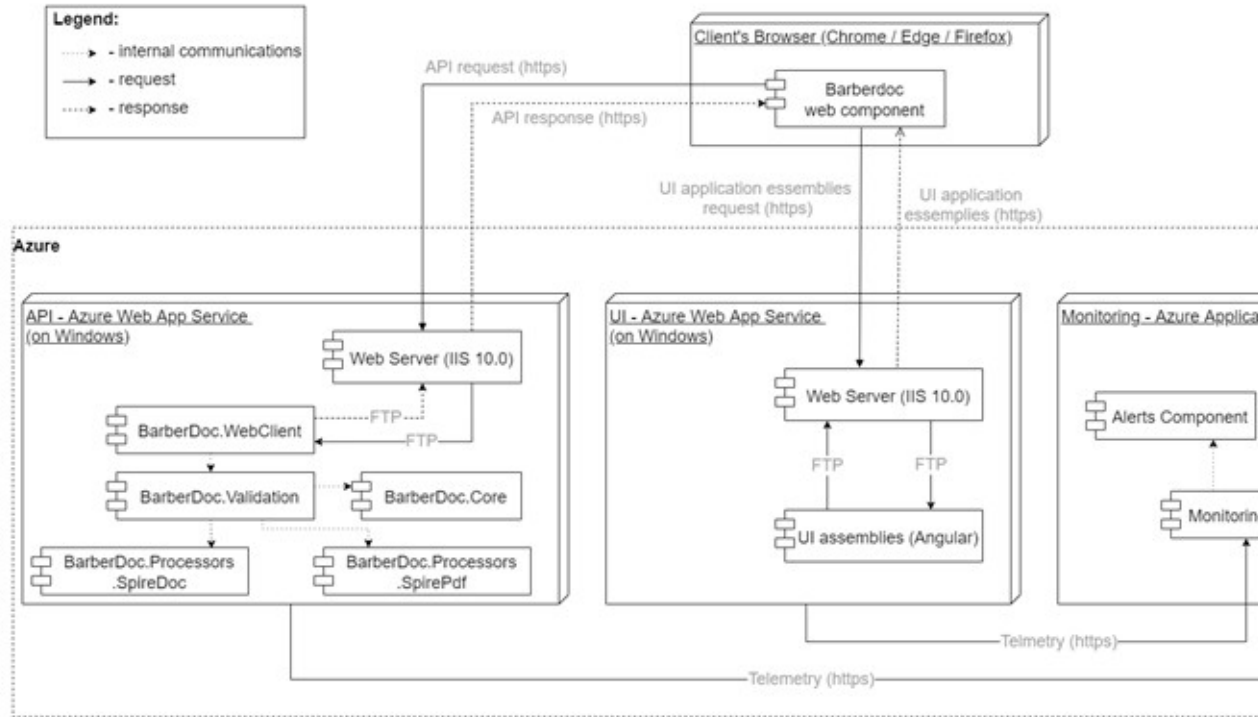 Legend:
- internal communications
- request
- response
Client's Browser (Chrome / Edge / Firefox)
Barberdoc
web component
API request (https)
API response (https)
UI application essemblies
request (https)
UI application
essemplies (https)
Azure
API - Azure Web App Service
(on Windows)
Web Server (IIS 10.0)
FTP
FTP
BarberDoc.WebClient
BarberDoc.Validation
BarberDoc.Core
BarberDoc.Processors
.SpireDoc
BarberDoc.Processors
.SpirePdf
UI - Azure Web App Service
(on Windows)
Web Server (IIS 10.0)
FTP
FTP
UI assemblies (Angular)
Monitoring - Azure Applica
Alerts Component
Monitorin
Telmetry (https)
Telemetry (https)